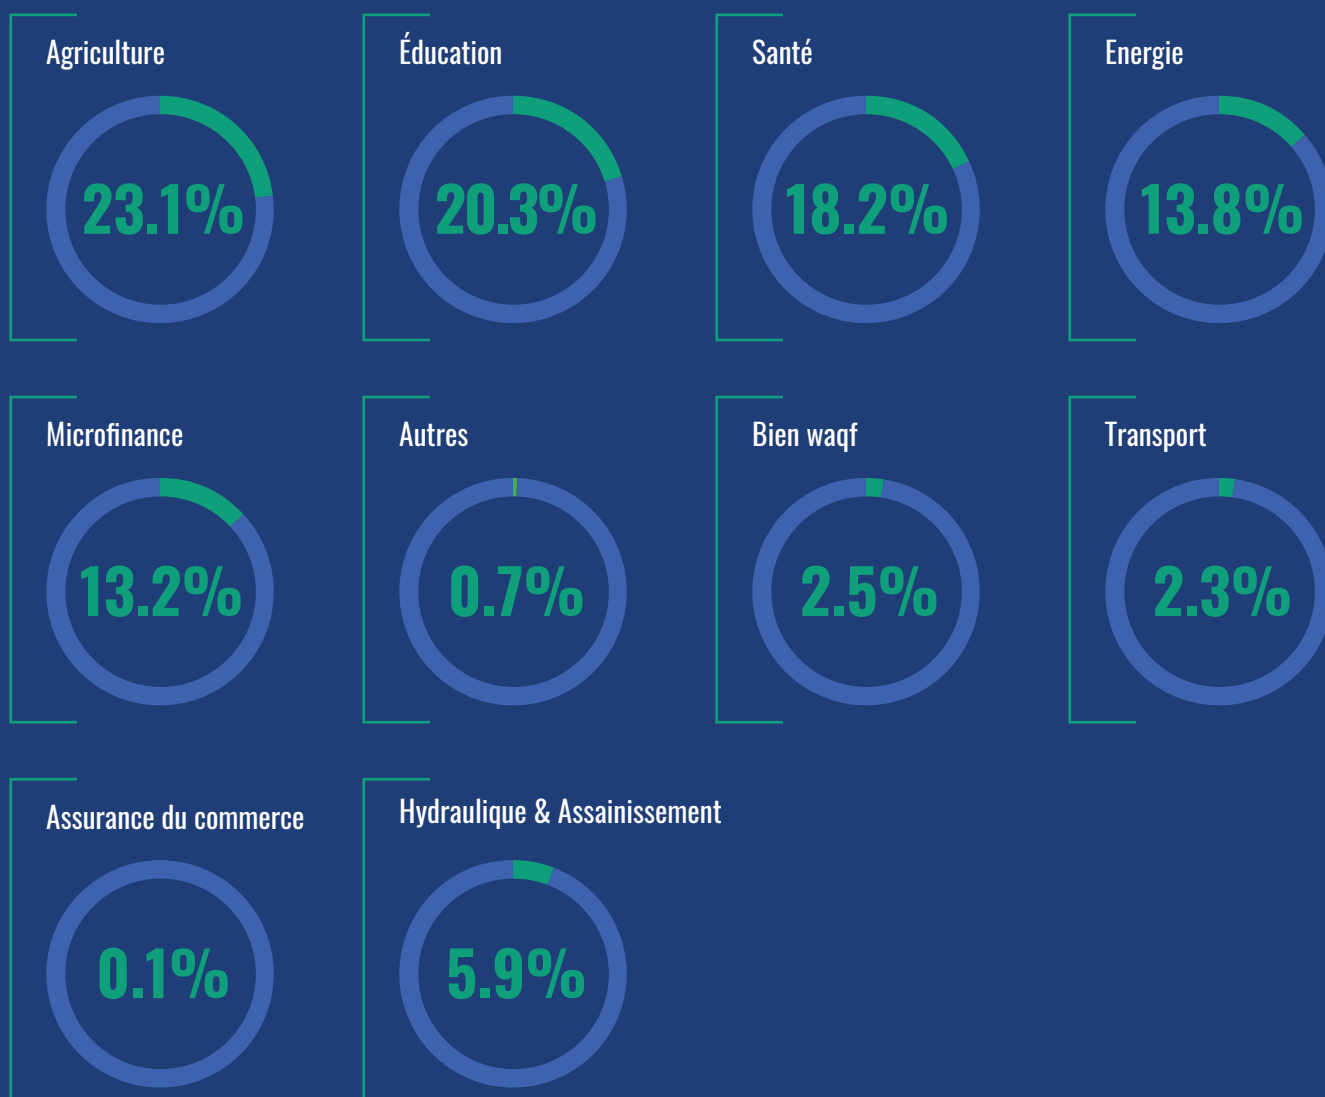 Agriculture
23.1%
Éducation
20.3%
Santé
18.2%
Energie
13.8%
Microfinance
13.2%
Autres
0.7%
Bien waqf
2.5%
Transport
2.3%
Assurance du commerce
0.1%
Hydraulique & Assainissement
5.9%